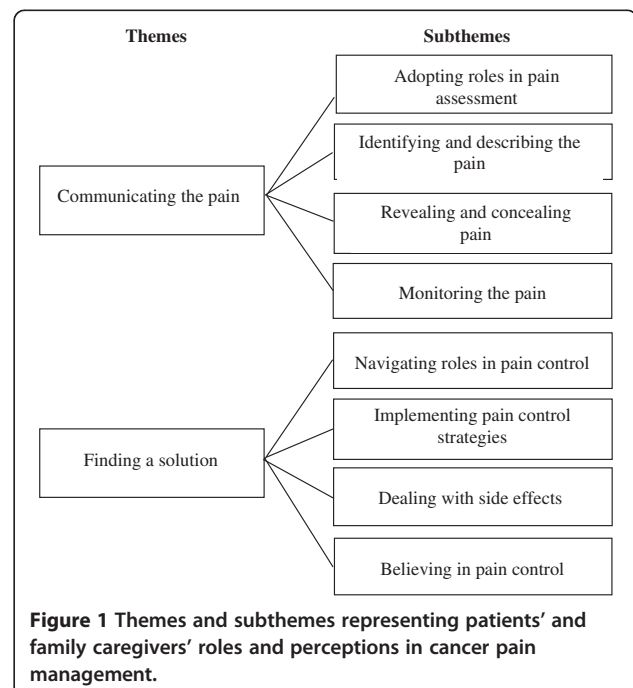 Themes Subthemes
Adopting roles in pain
assessment
Identifying and describing the
pain
Communicating the pain
Revealing and concealing
pain
Monitoring the pain
Navigating roles in pain control
Implementing pain control
strategies
Finding a solution
Dealing with side effects
Believing in pain control
Figure 1 Themes and subthemes representing patients’ and
family caregivers’ roles and perceptions in cancer pain
management.